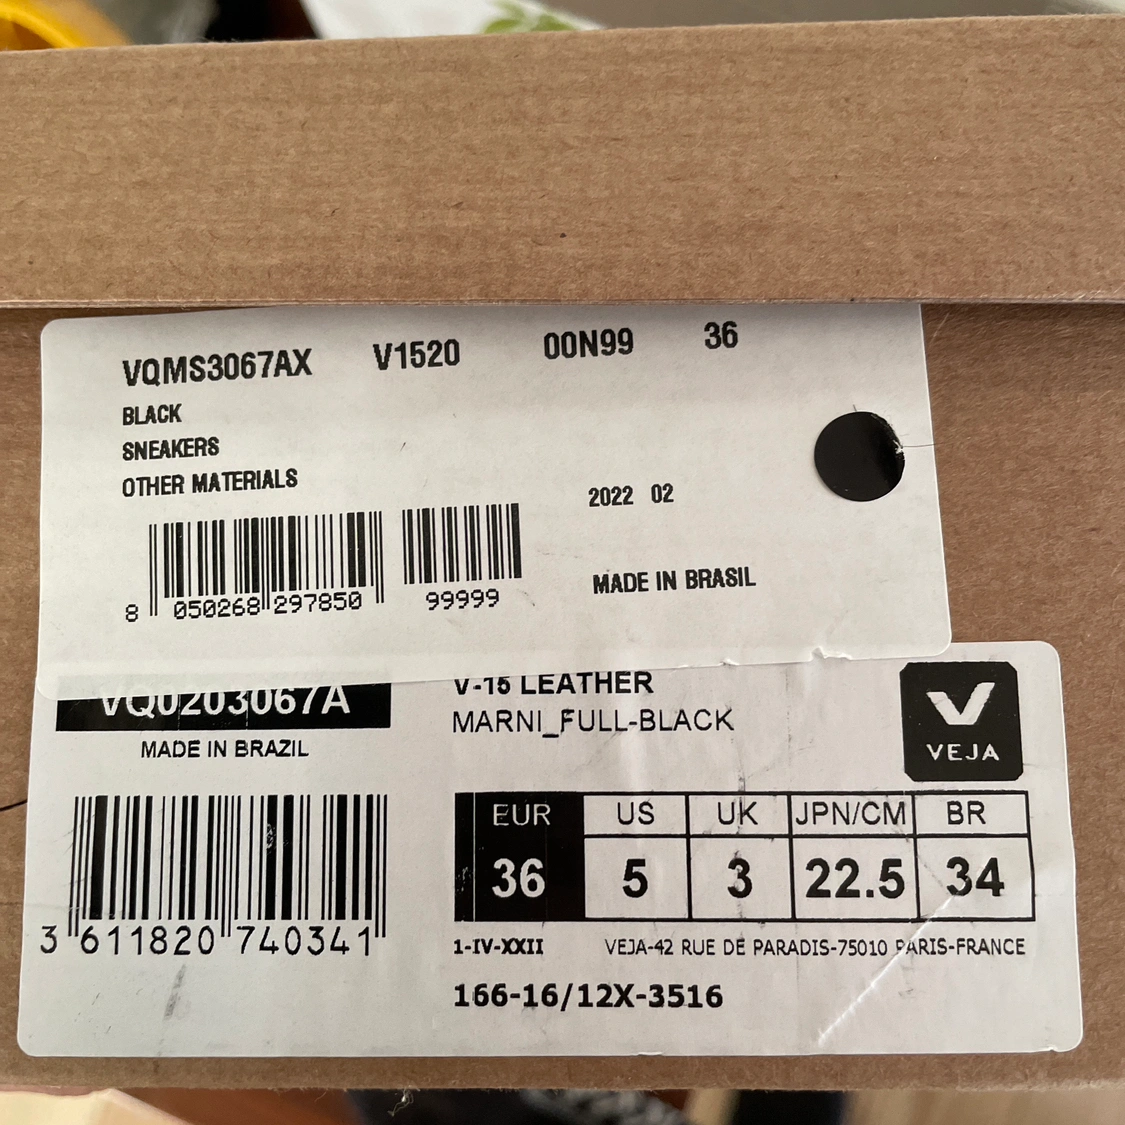 VQMS3067AX V1520 00N99 36
BLACK
SNEAKERS
OTHER MATERIALS
2022 02
8 050268 297850 99999
MADE IN BRASIL
VQ0203067A
MADE IN BRAZIL
V-15 LEATHER
MARNI_FULL-BLACK
VEJA
EUR US UK JPN/CM BR
36 5 3 22.5 34
3 611820 740341
1-IV-XXII VEJA-42 RUE DE PARADIS-75010 PARIS-FRANCE
166-16/12X-3516